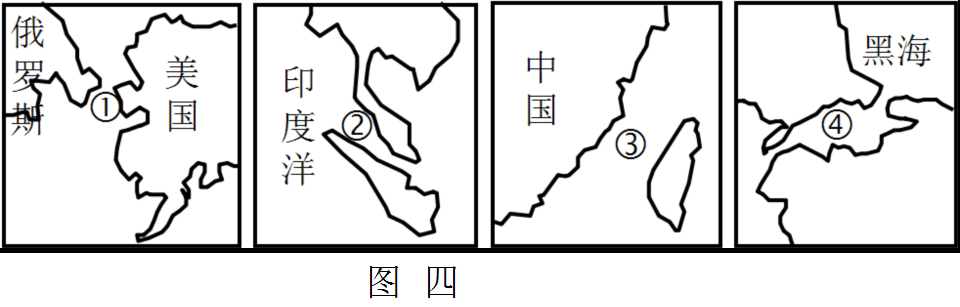 俄罗斯
①
美国
印度洋
②
中国
③
黑海
④
图 四